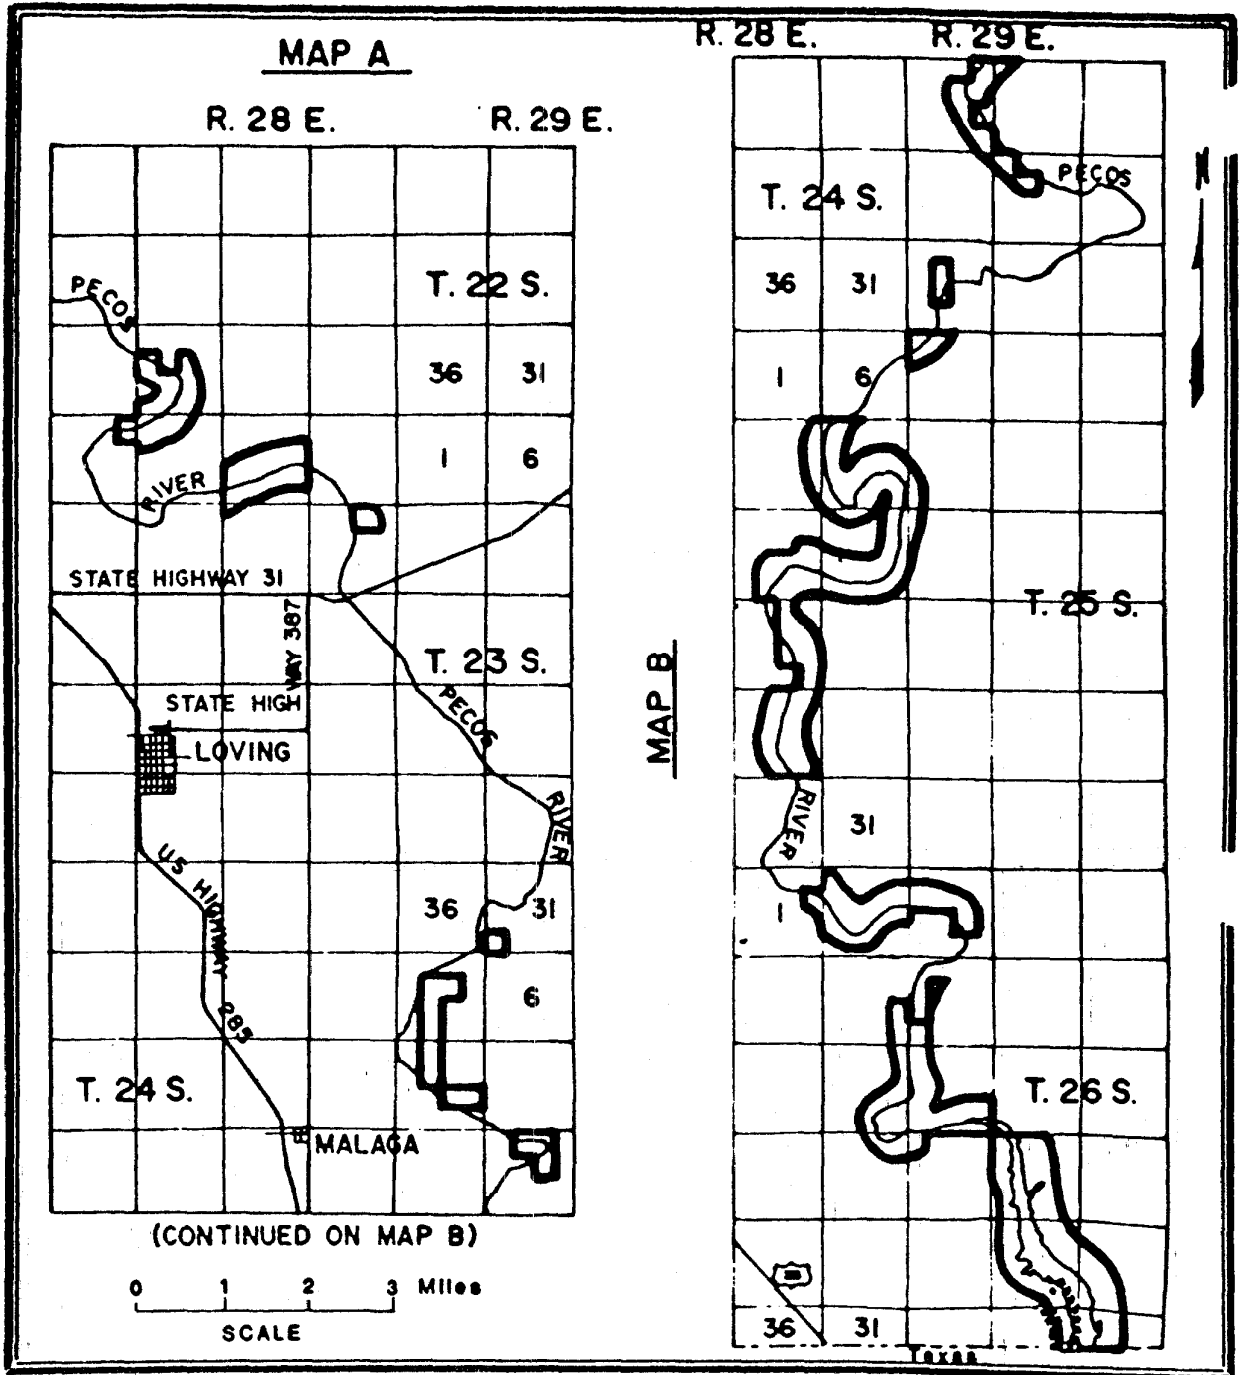 MAP A
R. 28 E. R. 29 E.
PECOS
T. 22 S.
36 31
1 6
RIVER
STATE HIGHWAY 31
STATE HIGHWAY 387
T. 23 S.
PECOS
LOVING
RIVER
US HIGHWAY 285
36 31
6
T. 24 S.
MALAGA
(CONTINUED ON MAP B)
0 1 2 3 Miles
SCALE
MAP B
R. 28 E. R. 29 E.
PECOS
T. 24 S.
36 31
1 6
T. 25 S.
RIVER
31
1
T. 26 S.
36 31
Texas